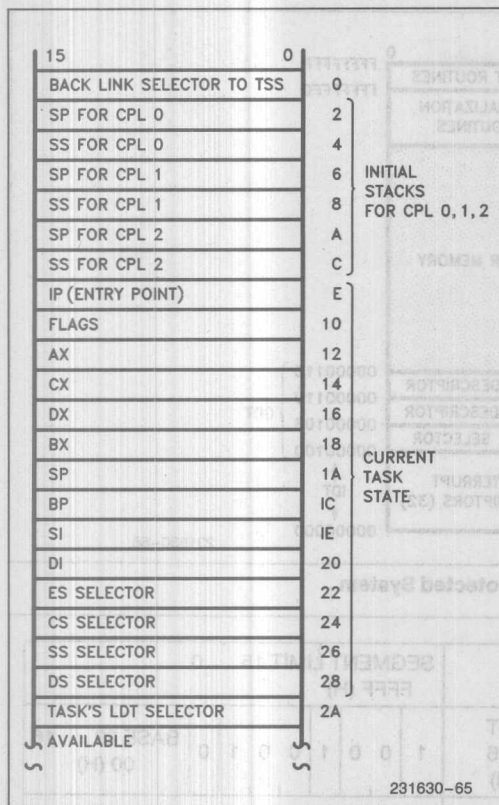 15 0
BACK LINK SELECTOR TO TSS 0
SP FOR CPL 0 2
SS FOR CPL 0 4
SP FOR CPL 1 6
SS FOR CPL 1 8
SP FOR CPL 2 A
SS FOR CPL 2 C
INITIAL
STACKS
FOR CPL 0, 1, 2
IP (ENTRY POINT) E
FLAGS 10
AX 12
CX 14
DX 16
BX 18
SP 1A
BP IC
SI IE
DI 20
ES SELECTOR 22
CS SELECTOR 24
SS SELECTOR 26
DS SELECTOR 28
CURRENT
TASK
STATE
TASK'S LDT SELECTOR 2A
AVAILABLE
231630-65